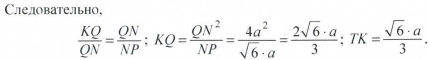 Следовательно,
KQ/QN = QN/NP; KQ = QN²/NP = 4a²/(√6 · a) = 2√6 · a/3; TK = √6 · a/3.